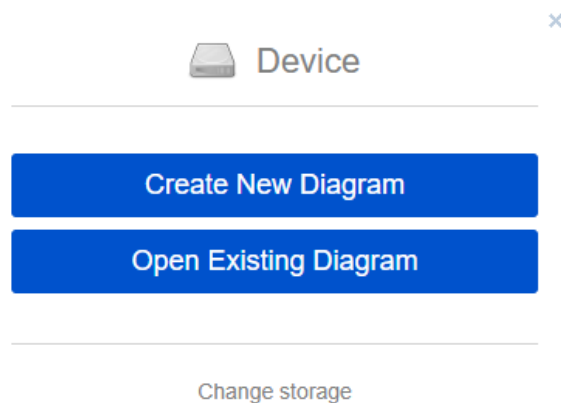 Device
Create New Diagram
Open Existing Diagram
Change storage